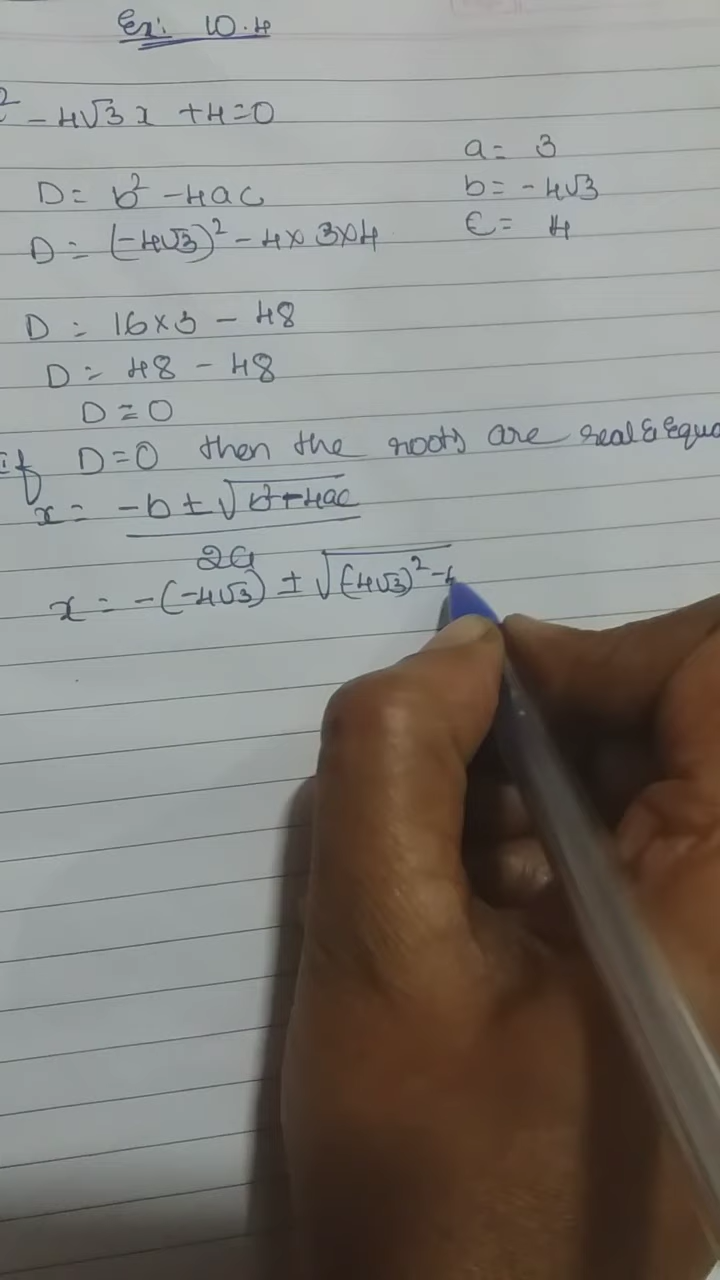 Ex: 10.4
² - 4√3 x + 4 = 0
a = 3
D = b² - 4ac
b = - 4√3
D = (-4√3)² - 4 × 3 × 4
c = 4
D = 16 × 3 - 48
D = 48 - 48
D = 0
if D = 0 then the roots are real & Equa
x = -b ± √b² - 4ac
2a
x = -(-4√3) ± √(4√3)² - 4